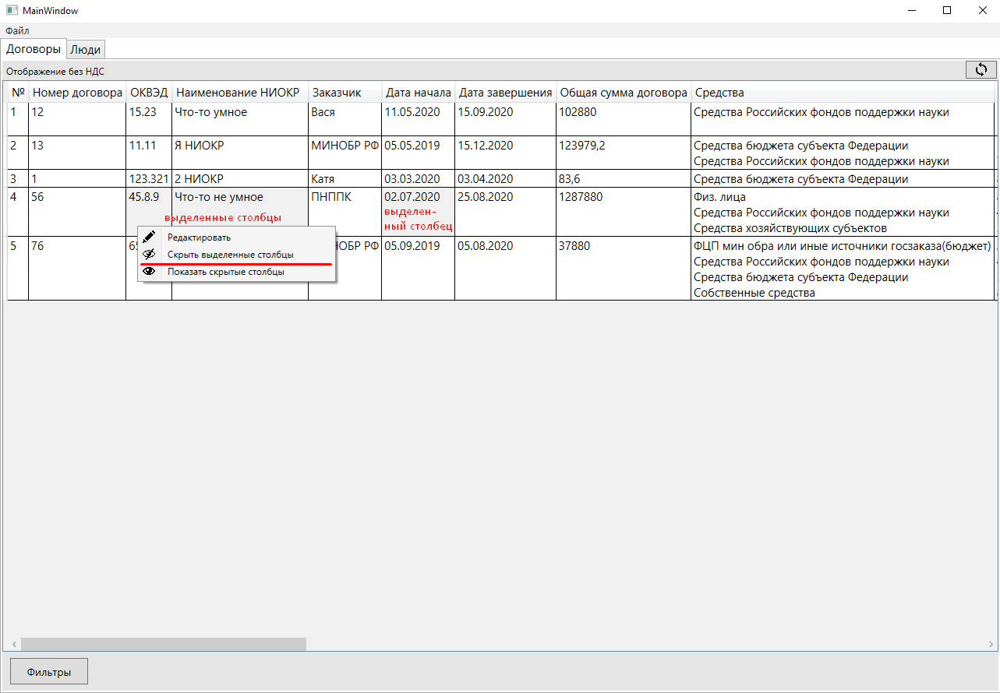 MainWindow
Файл
Договоры Люди
Отображение без НДС
№ Номер договора ОКВЭД Наименование НИОКР Заказчик Дата начала Дата завершения Общая сумма договора Средства
1 12 15.23 Что-то умное Вася 11.05.2020 15.09.2020 102880 Средства Российских фондов поддержки науки
2 13 11.11 Я НИОКР МИНОБР РФ 05.05.2019 15.12.2020 123979,2 Средства бюджета субъекта Федерации
Средства Российских фондов поддержки науки
3 1 123.321 2 НИОКР Катя 03.03.2020 03.04.2020 83,6 Средства бюджета субъекта Федерации
4 56 45.8.9 Что-то не умное ПНППК 02.07.2020 25.08.2020 1287880 Физ. лица
выделенные столбцы выделен- Средства Российских фондов поддержки науки
ный столбец Средства хозяйствующих субъектов
5 76 ОБР РФ 05.09.2019 05.08.2020 37880 ФЦП мин обра или иные источники госзаказа(бюджет)
Средства Российских фондов поддержки науки
Средства бюджета субъекта Федерации
Собственные средства
Редактировать
Скрыть выделенные столбцы
Показать скрытые столбцы
Фильтры